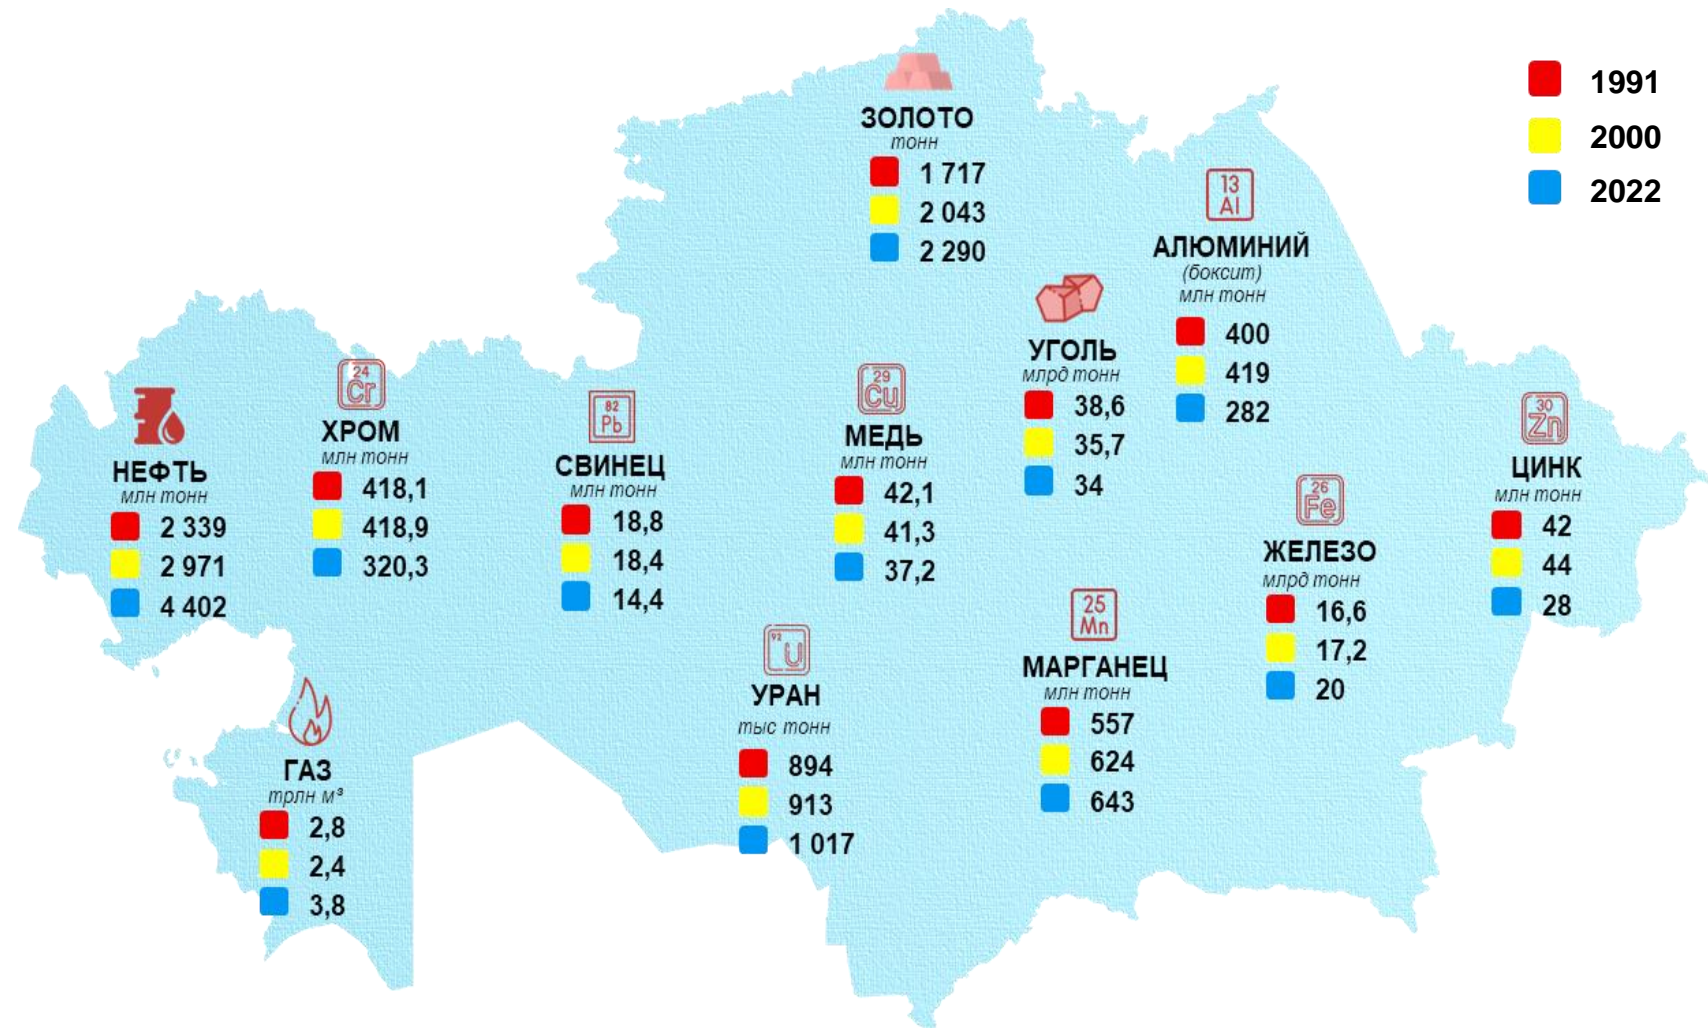 1991
2000
2022
ЗОЛОТО
тонн
1 717
2 043
2 290
13
Al
АЛЮМИНИЙ
(боксит)
млн тонн
400
419
282
УГОЛЬ
млрд тонн
38,6
35,7
34
24
Cr
ХРОМ
млн тонн
418,1
418,9
320,3
НЕФТЬ
млн тонн
2 339
2 971
4 402
82
Pb
СВИНЕЦ
млн тонн
18,8
18,4
14,4
29
Cu
МЕДЬ
млн тонн
42,1
41,3
37,2
30
Zn
ЦИНК
млн тонн
42
44
28
26
Fe
ЖЕЛЕЗО
млрд тонн
16,6
17,2
20
25
Mn
МАРГАНЕЦ
млн тонн
557
624
643
92
U
УРАН
тыс тонн
894
913
1 017
ГАЗ
трлн м³
2,8
2,4
3,8